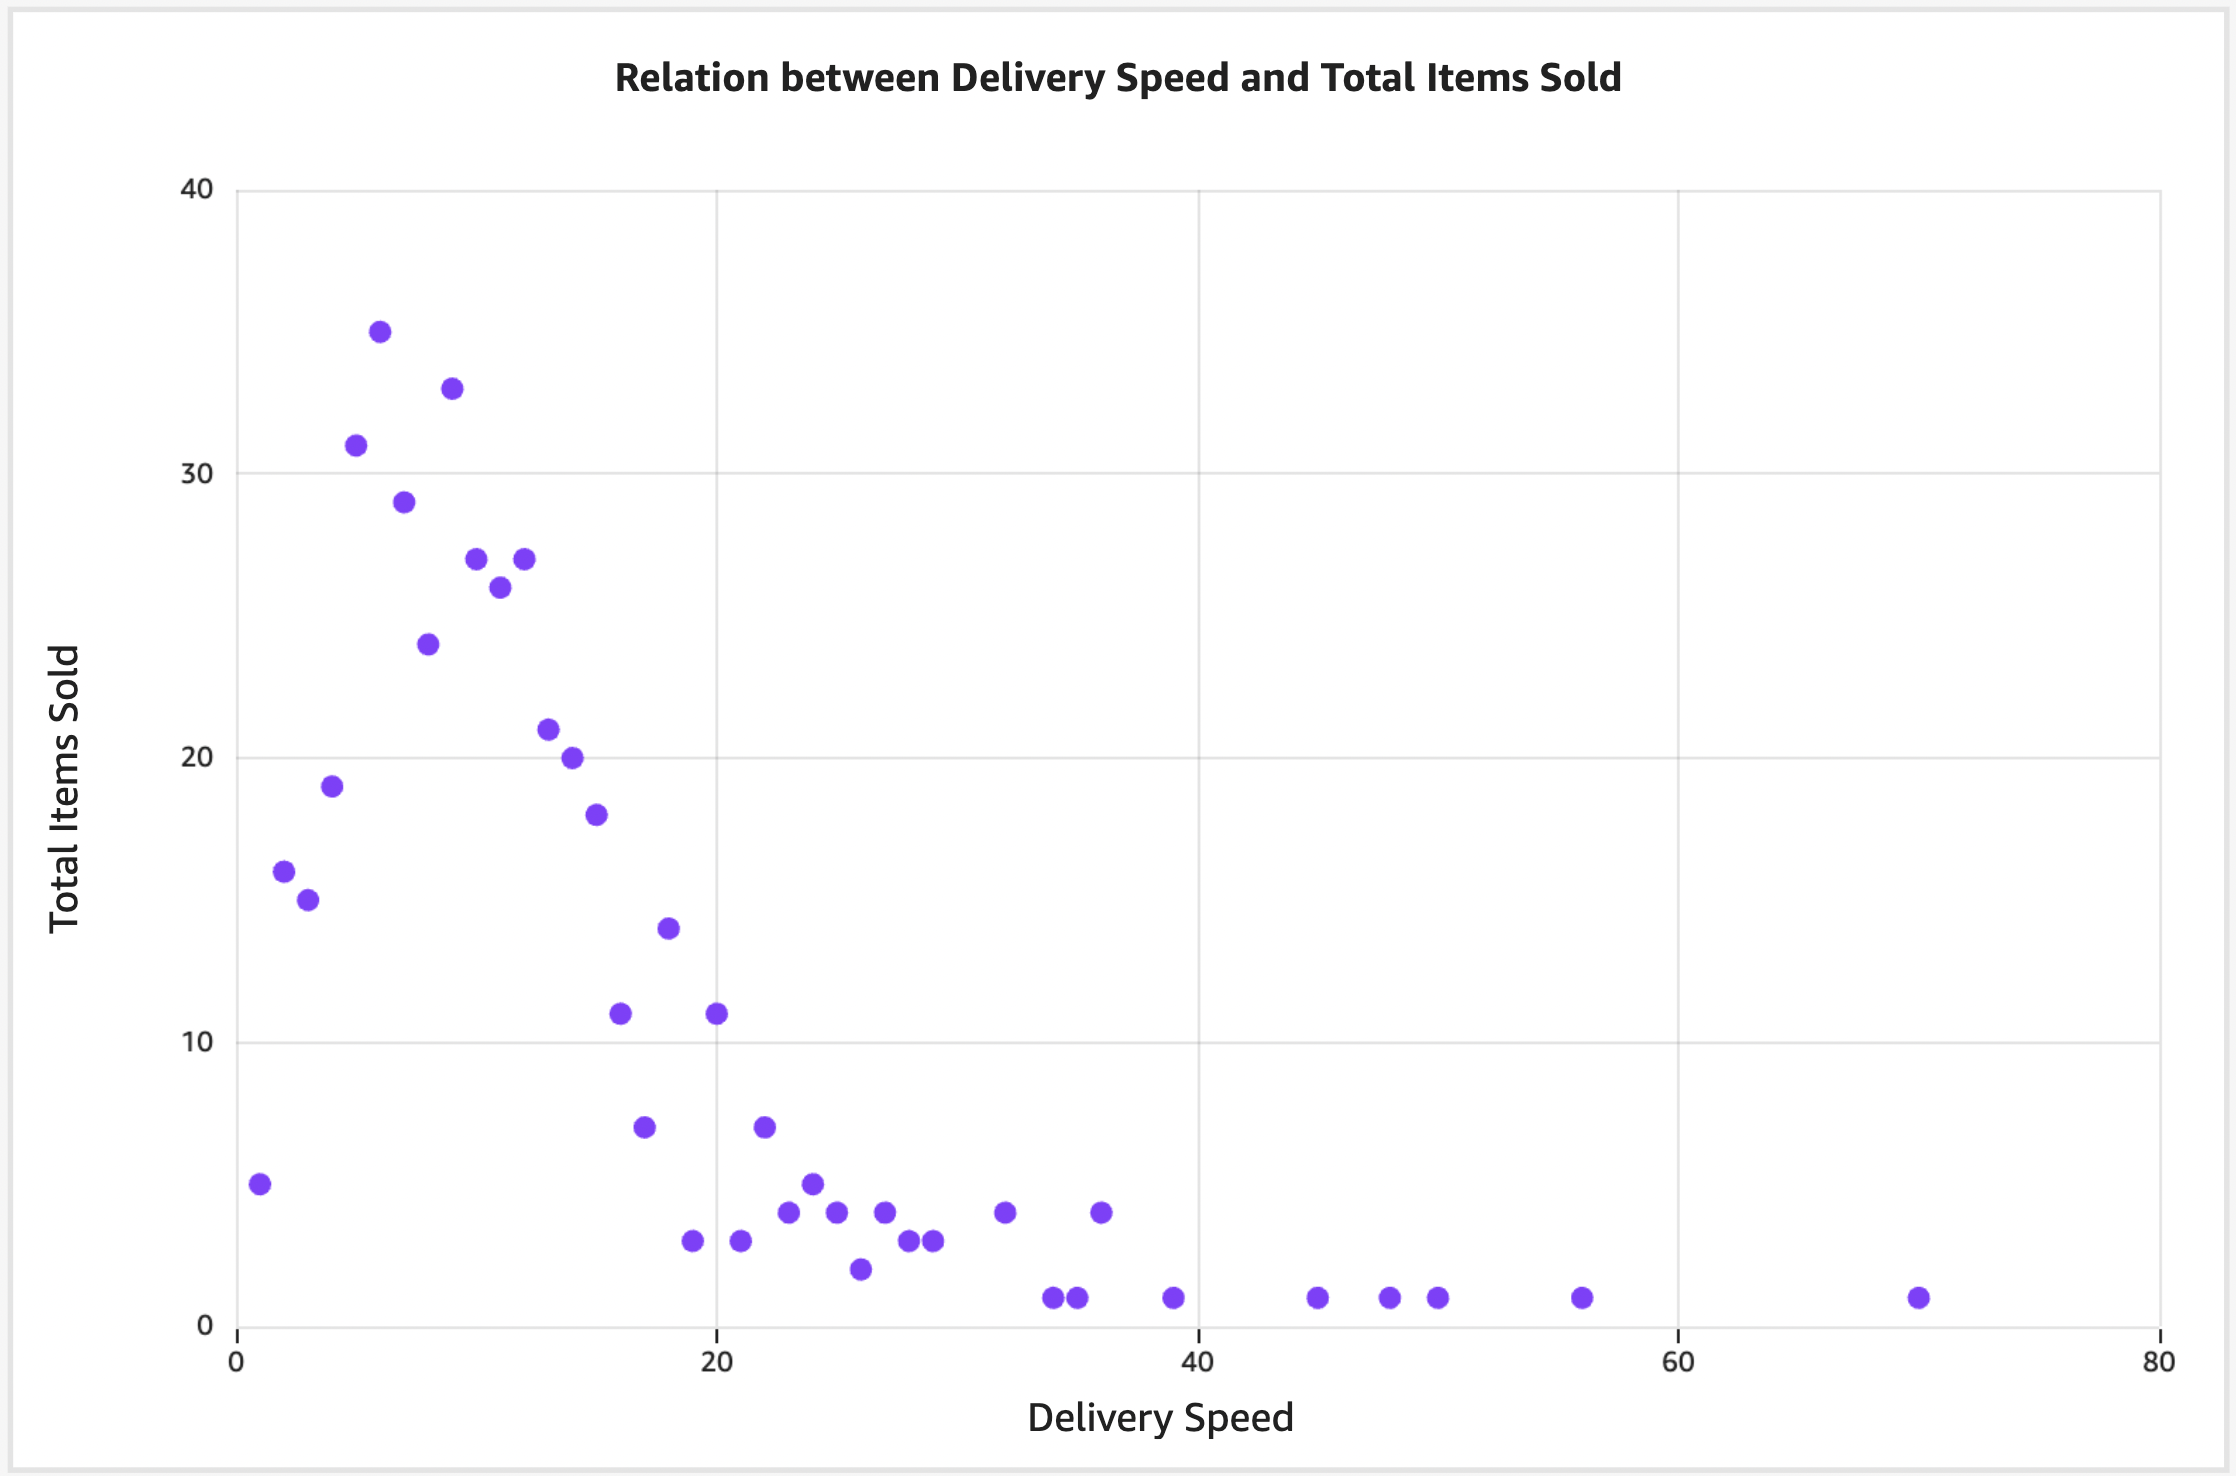 Relation between Delivery Speed and Total Items Sold
40
30
20
10
0
Total Items Sold
0 20 40 60 80
Delivery Speed